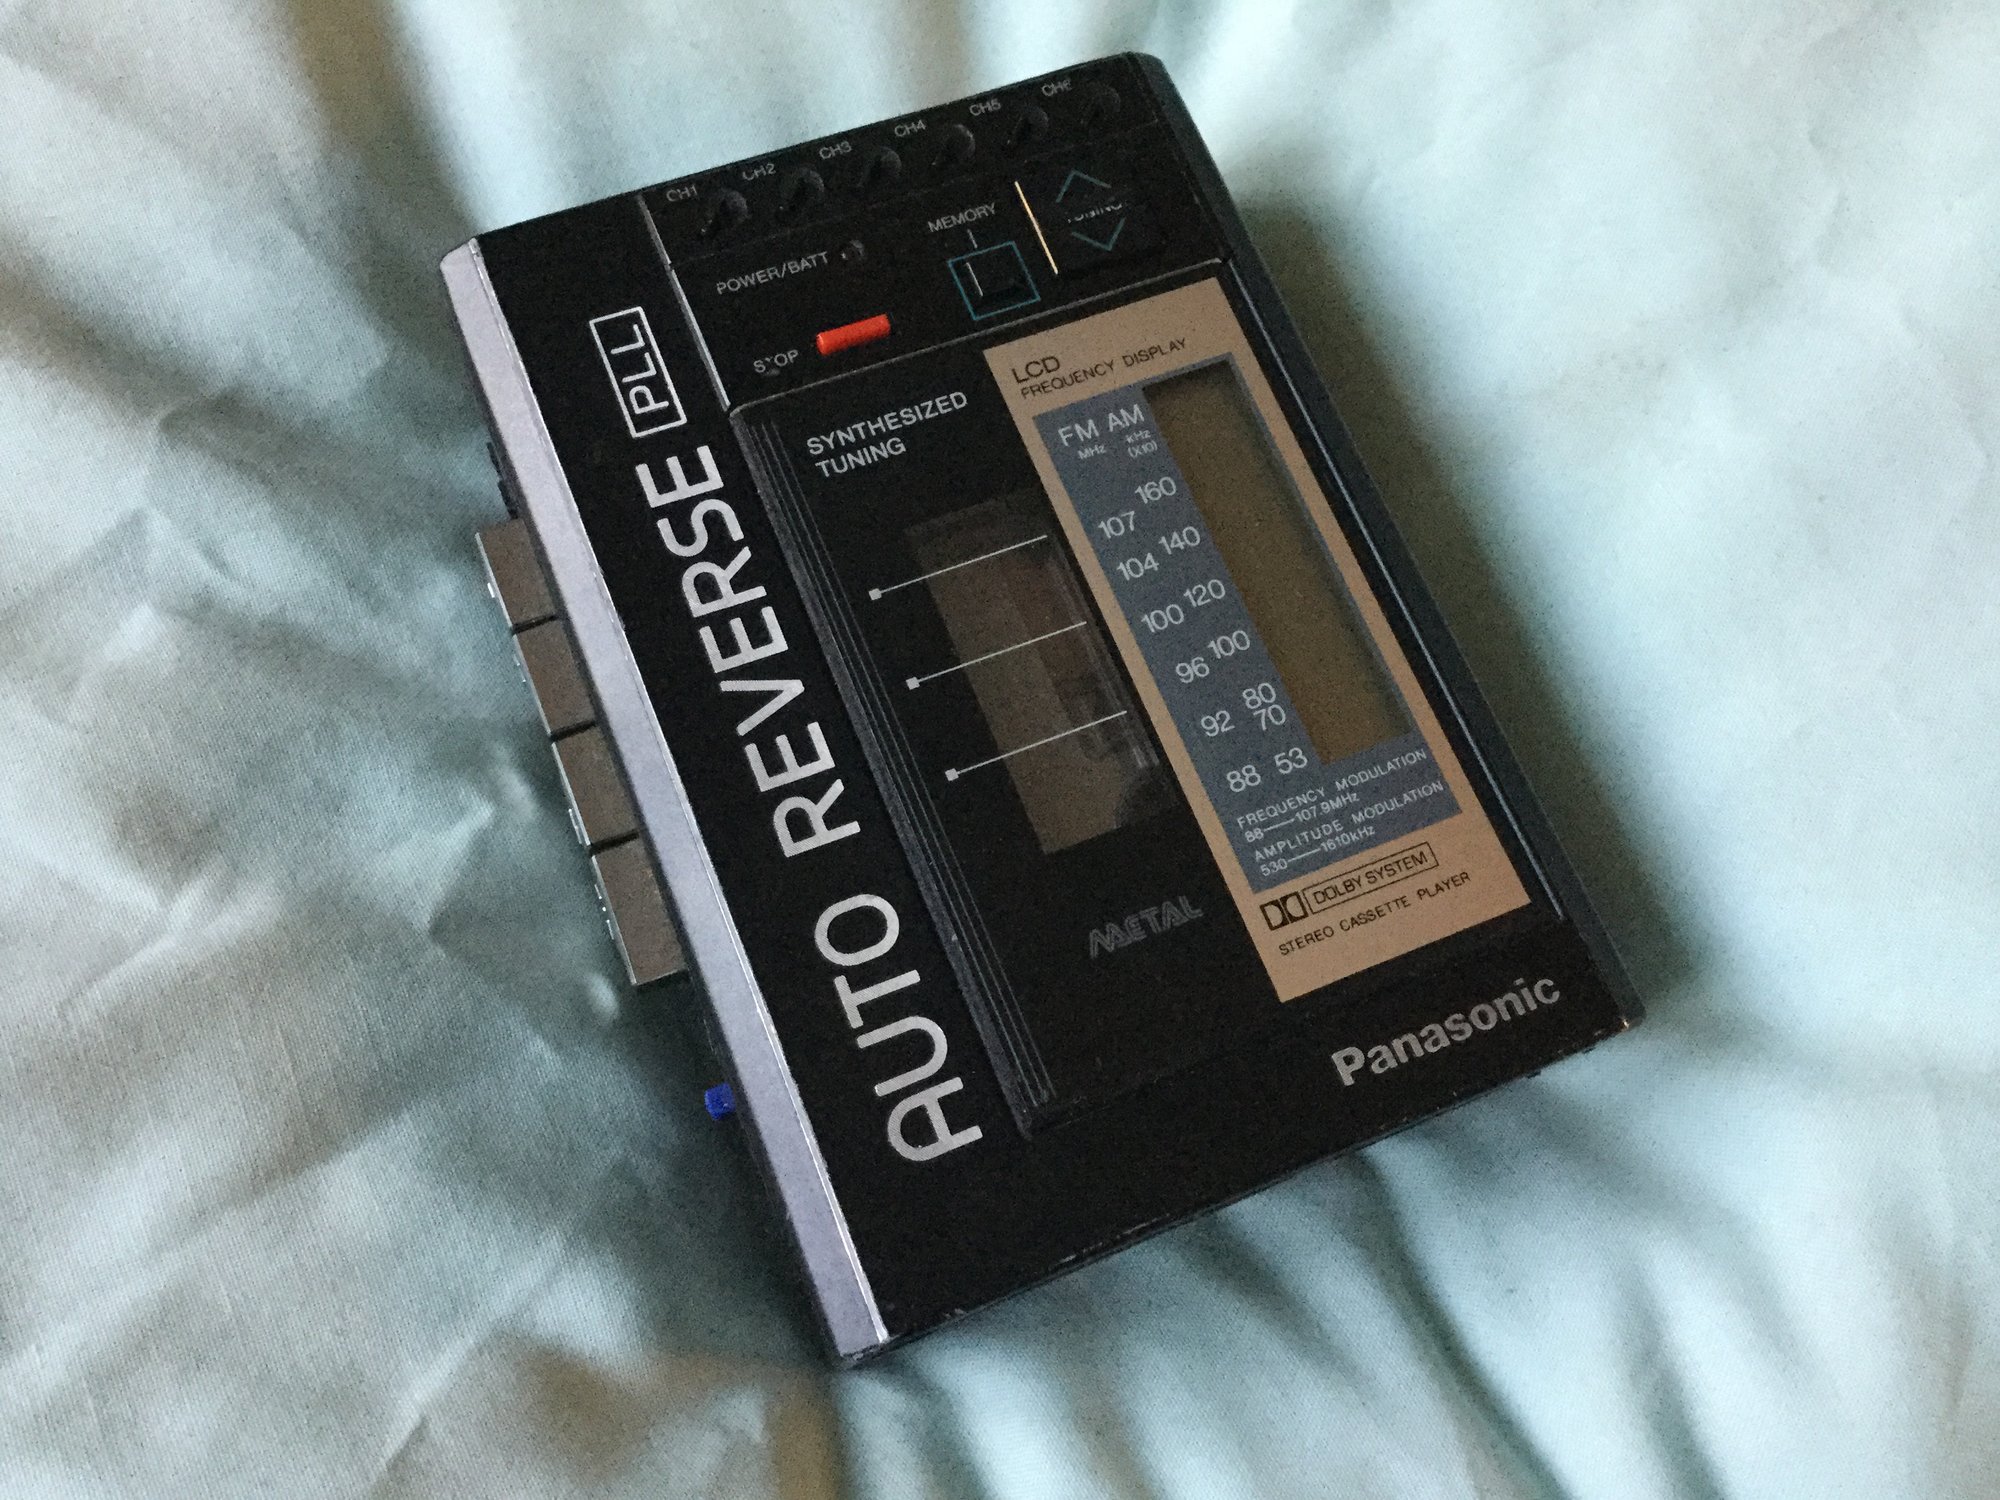 CH1 CH2 CH3 CH4 CH5 CH6
MEMORY
TUNING
POWER/BATT
STOP
PLL
AUTO REVERSE
SYNTHESIZED
TUNING
LCD
FREQUENCY DISPLAY
FM AM
MHz kHz
(X10)
160
107
140
104
120
100
100
96
80
92 70
88 53
FREQUENCY MODULATION
88—107.9MHz
AMPLITUDE MODULATION
530—1610kHz
DOLBY SYSTEM
STEREO CASSETTE PLAYER
METAL
Panasonic